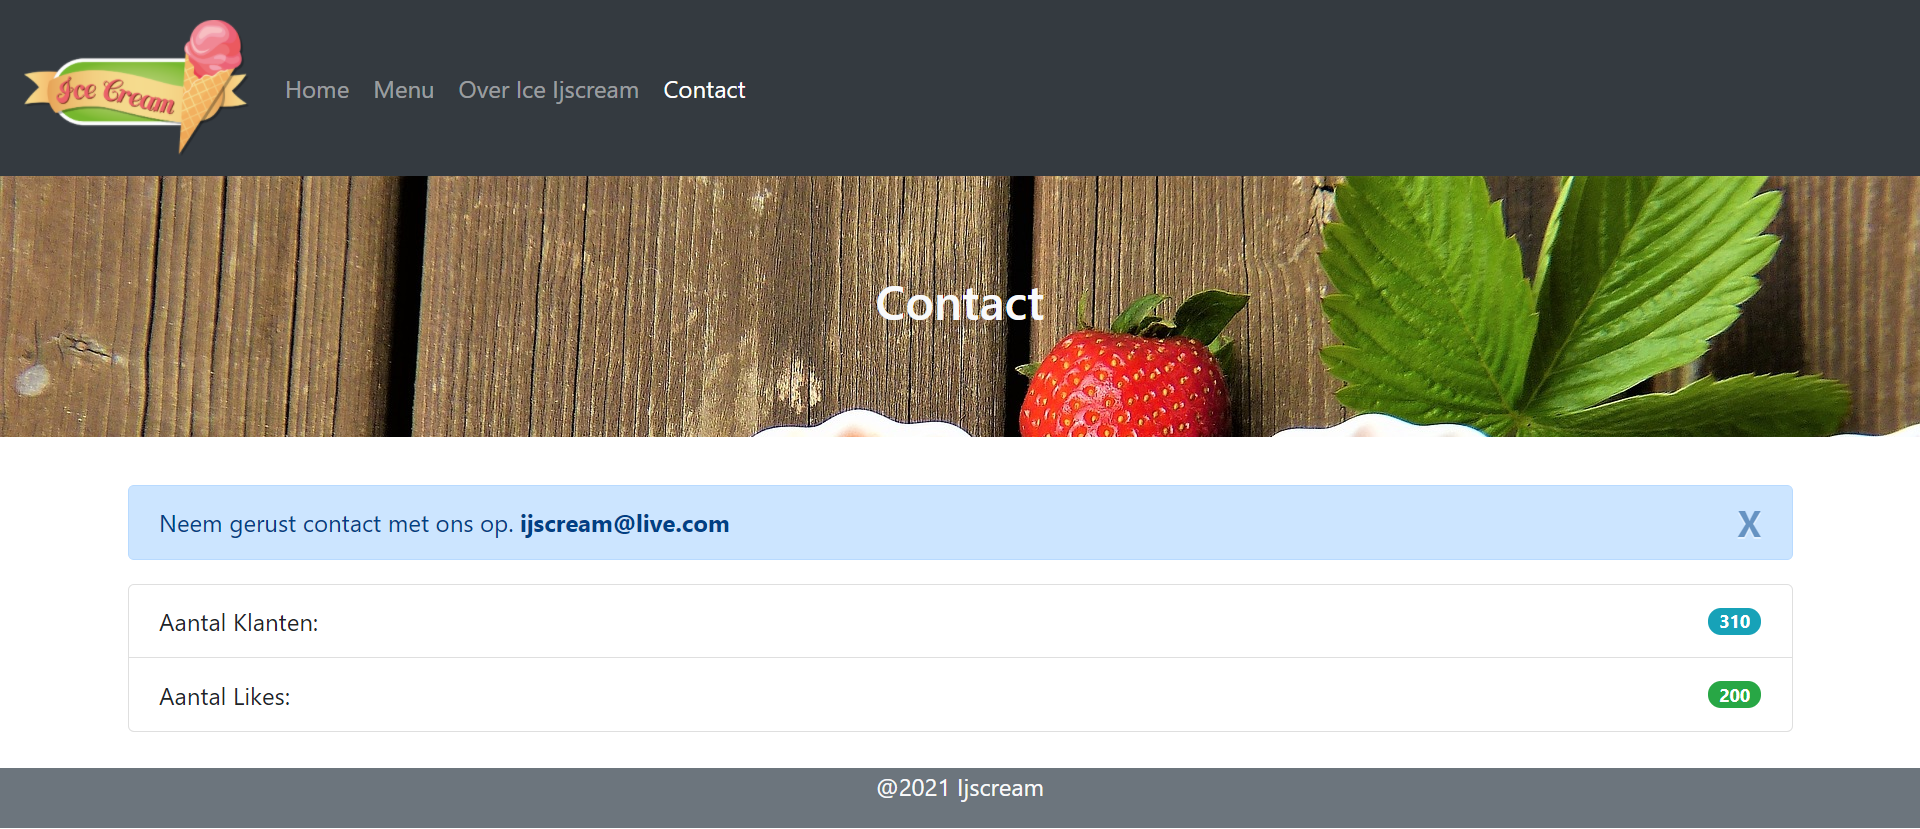 Ice Cream
Home Menu Over Ice Ijscream Contact
Contact
Neem gerust contact met ons op. ijscream@live.com X
Aantal Klanten: 310
Aantal Likes: 200
@2021 Ijscream